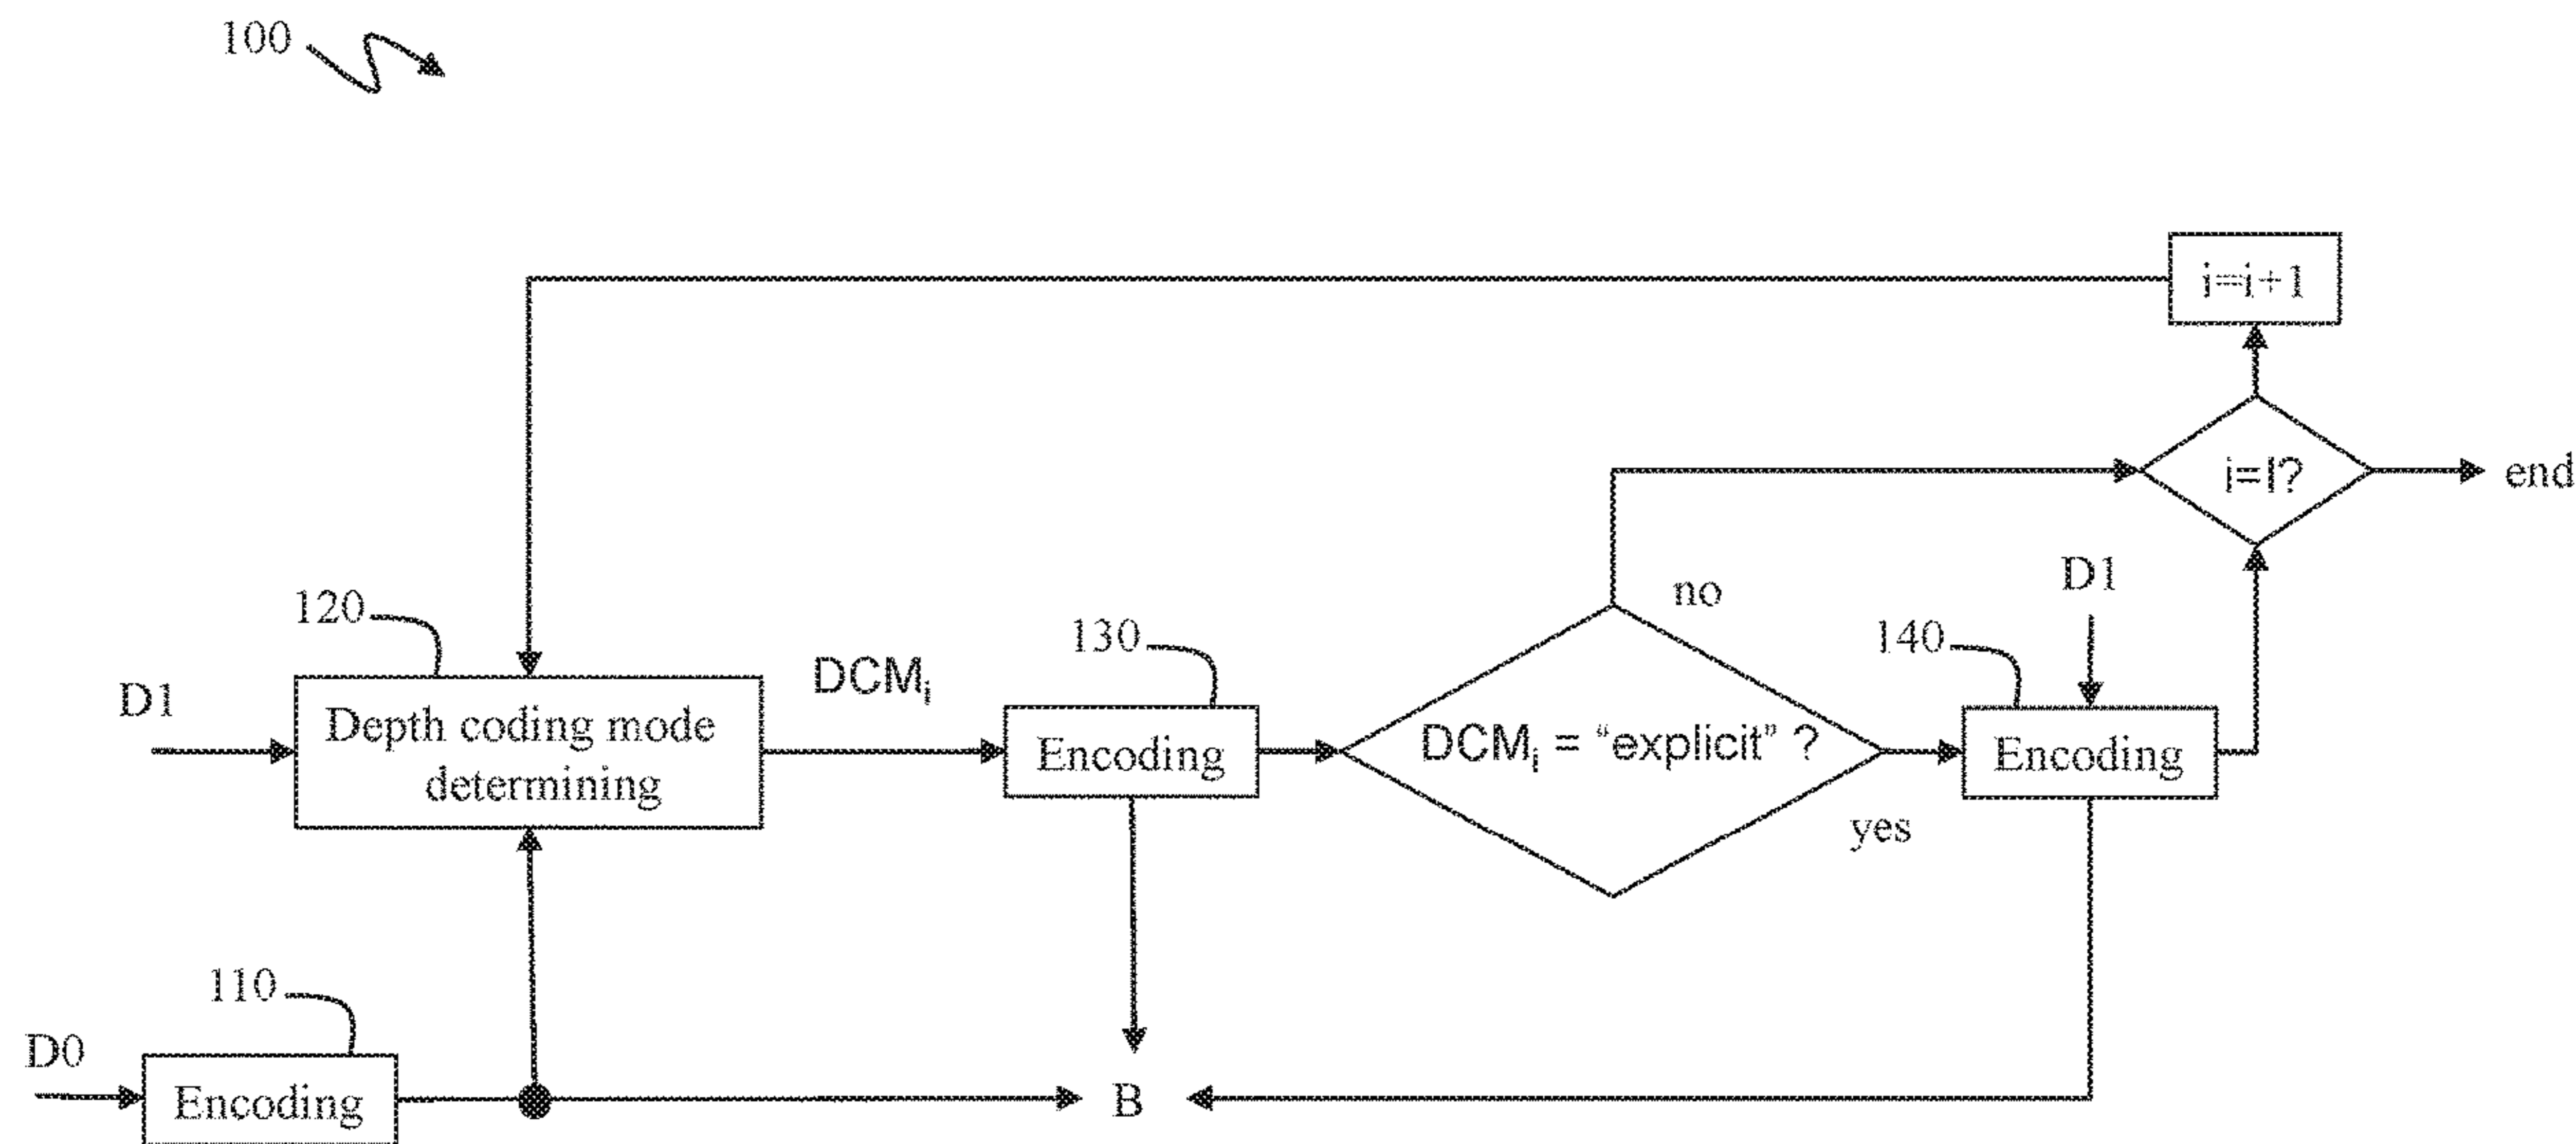 100
i=i+1
i=I?
end
D1
no
120
130
140
D1
DCMi
Depth coding mode
determining
Encoding
DCMi = “explicit” ?
Encoding
yes
110
D0
Encoding
B